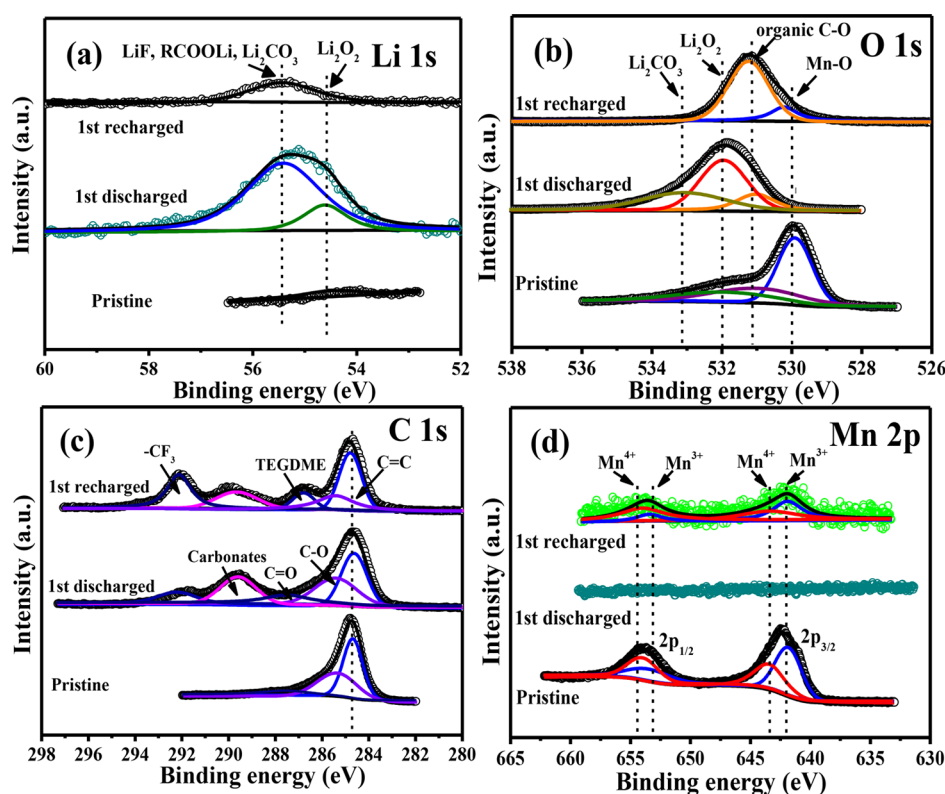 (a)
LiF, RCOOLi, Li₂CO₃
Li₂O₂
Li 1s
1st recharged
1st discharged
Pristine
Intensity (a.u.)
60 58 56 54 52
Binding energy (eV)
(b)
O 1s
organic C-O
Li₂O₂
Li₂CO₃
Mn-O
1st recharged
1st discharged
Pristine
Intensity (a.u.)
538 536 534 532 530 528 526
Binding energy (eV)
(c)
C 1s
-CF₃
TEGDME
C=C
1st recharged
Carbonates
C=O
C-O
1st discharged
Pristine
Intensity (a.u.)
298 296 294 292 290 288 286 284 282 280
Binding energy (eV)
(d)
Mn 2p
Mn⁴⁺ Mn³⁺ Mn⁴⁺ Mn³⁺
1st recharged
1st discharged
2p₁/₂
2p₃/₂
Pristine
Intensity (a.u.)
665 660 655 650 645 640 635 630
Binding energy (eV)